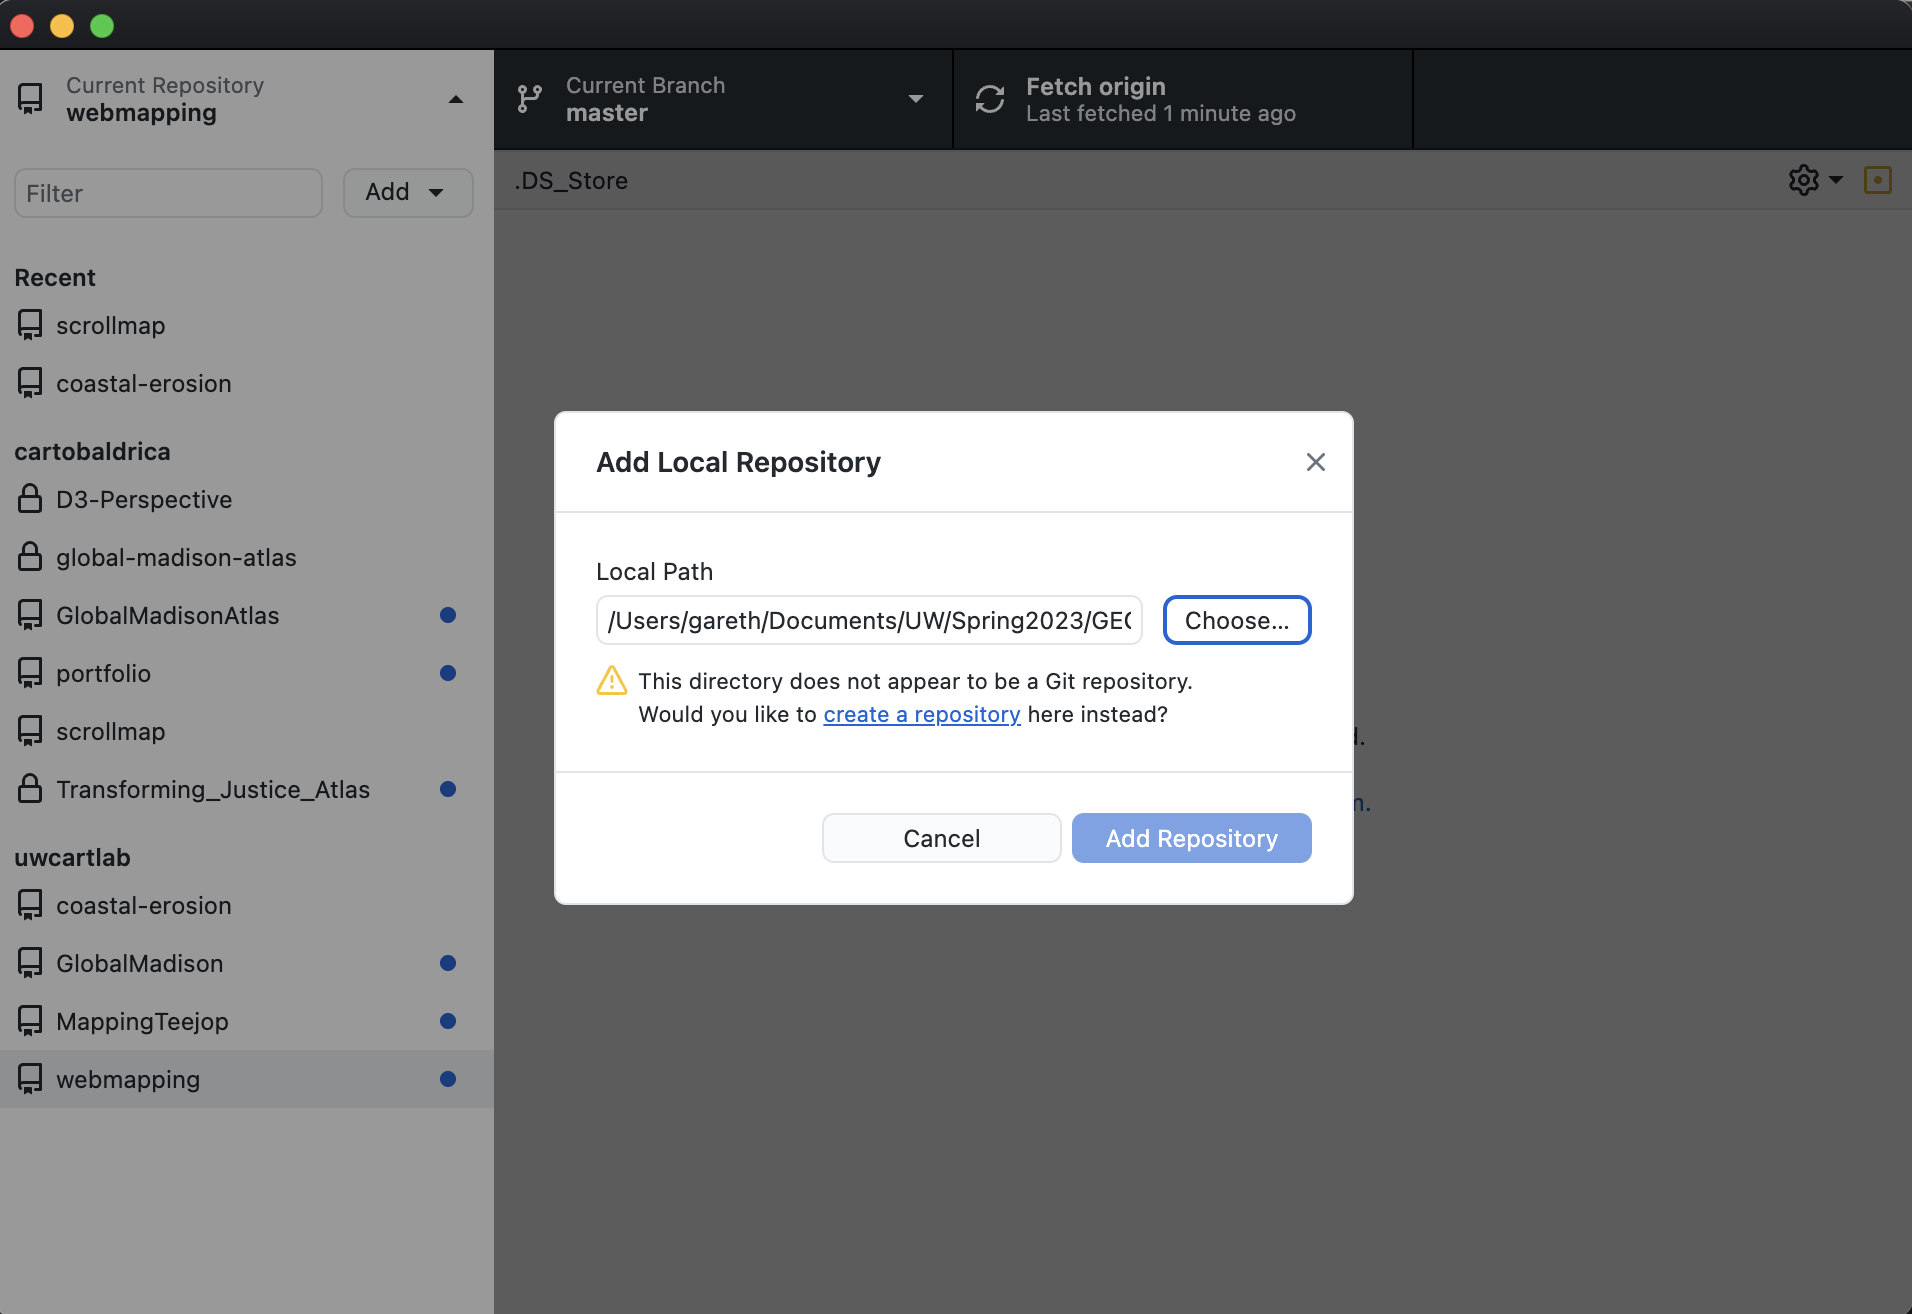 Current Repository
webmapping
Current Branch
master
Fetch origin
Last fetched 1 minute ago
Filter
Add
.DS_Store
Recent
scrollmap
coastal-erosion
cartobaldrica
D3-Perspective
global-madison-atlas
GlobalMadisonAtlas
portfolio
scrollmap
Transforming_Justice_Atlas
uwcartlab
coastal-erosion
GlobalMadison
MappingTeejop
webmapping
Add Local Repository
Local Path
/Users/gareth/Documents/UW/Spring2023/GEO
Choose...
This directory does not appear to be a Git repository.
Would you like to create a repository here instead?
Cancel
Add Repository